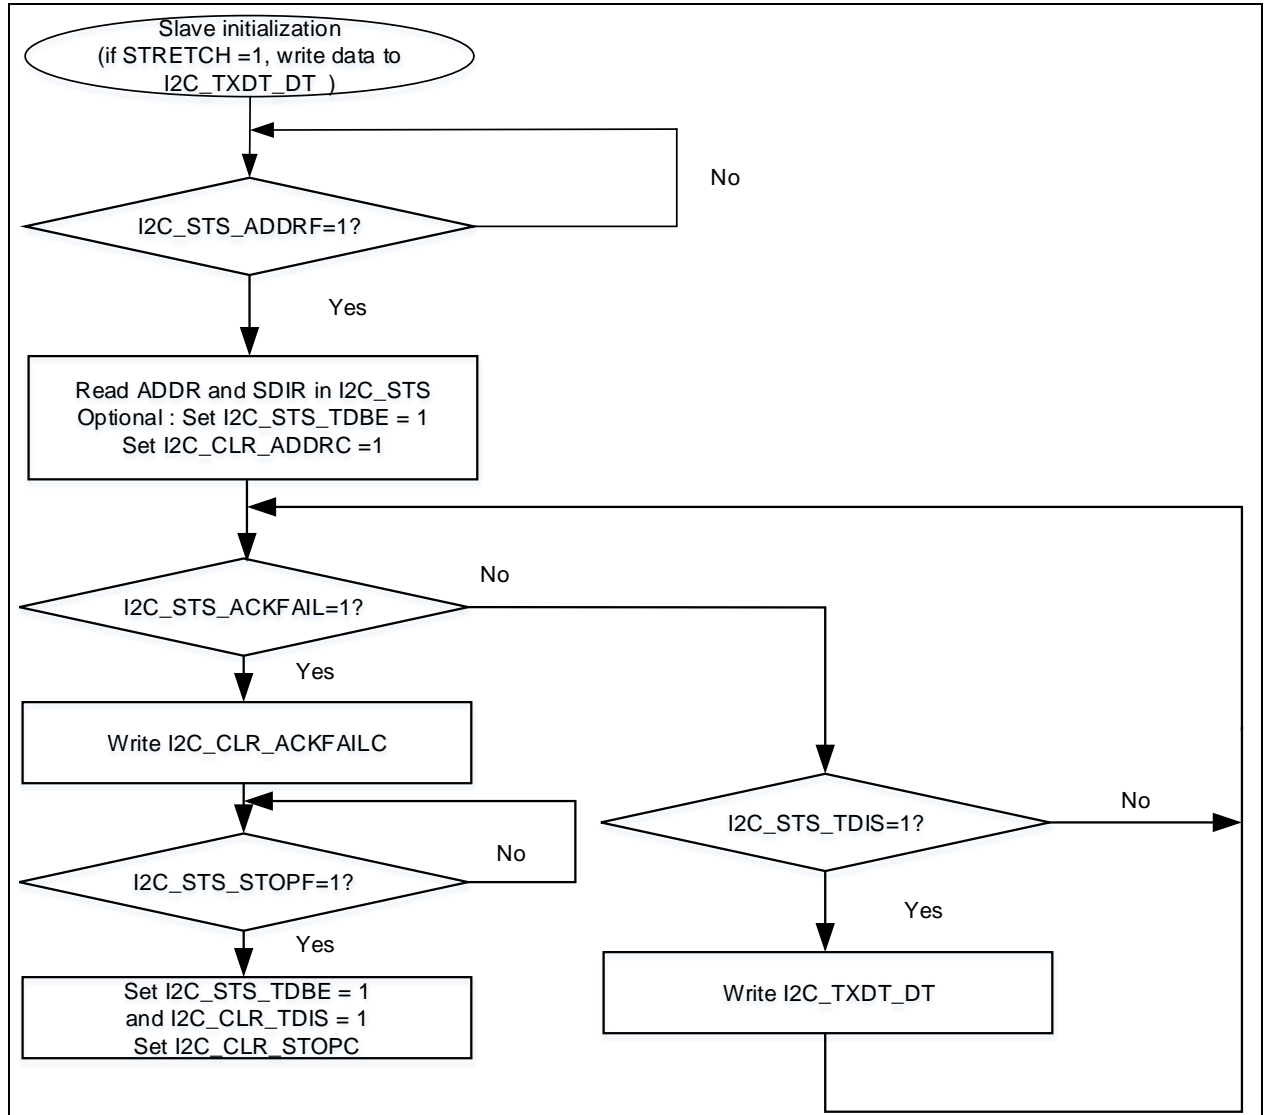 Slave initialization
(if STRETCH =1, write data to
I2C_TXDT_DT )
No
I2C_STS_ADDRF=1?
Yes
Read ADDR and SDIR in I2C_STS
Optional : Set I2C_STS_TDBE = 1
Set I2C_CLR_ADDRC =1
No
I2C_STS_ACKFAIL=1?
Yes
Write I2C_CLR_ACKFAILC
No
I2C_STS_STOPF=1?
Yes
Set I2C_STS_TDBE = 1
and I2C_CLR_TDIS = 1
Set I2C_CLR_STOPC
I2C_STS_TDIS=1?
No
Yes
Write I2C_TXDT_DT